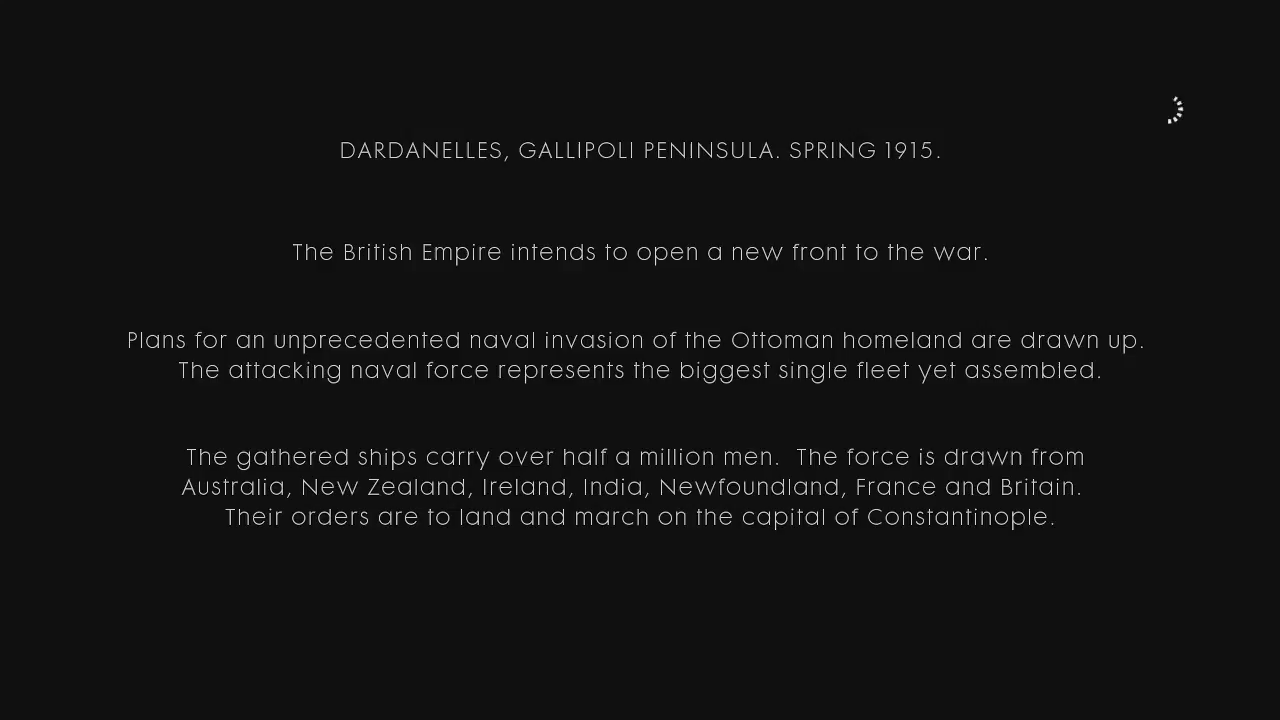 DARDANELLES, GALLIPOLI PENINSULA. SPRING 1915.
The British Empire intends to open a new front to the war.
Plans for an unprecedented naval invasion of the Ottoman homeland are drawn up.
The attacking naval force represents the biggest single fleet yet assembled.
The gathered ships carry over half a million men.  The force is drawn from
Australia, New Zealand, Ireland, India, Newfoundland, France and Britain.
Their orders are to land and march on the capital of Constantinople.